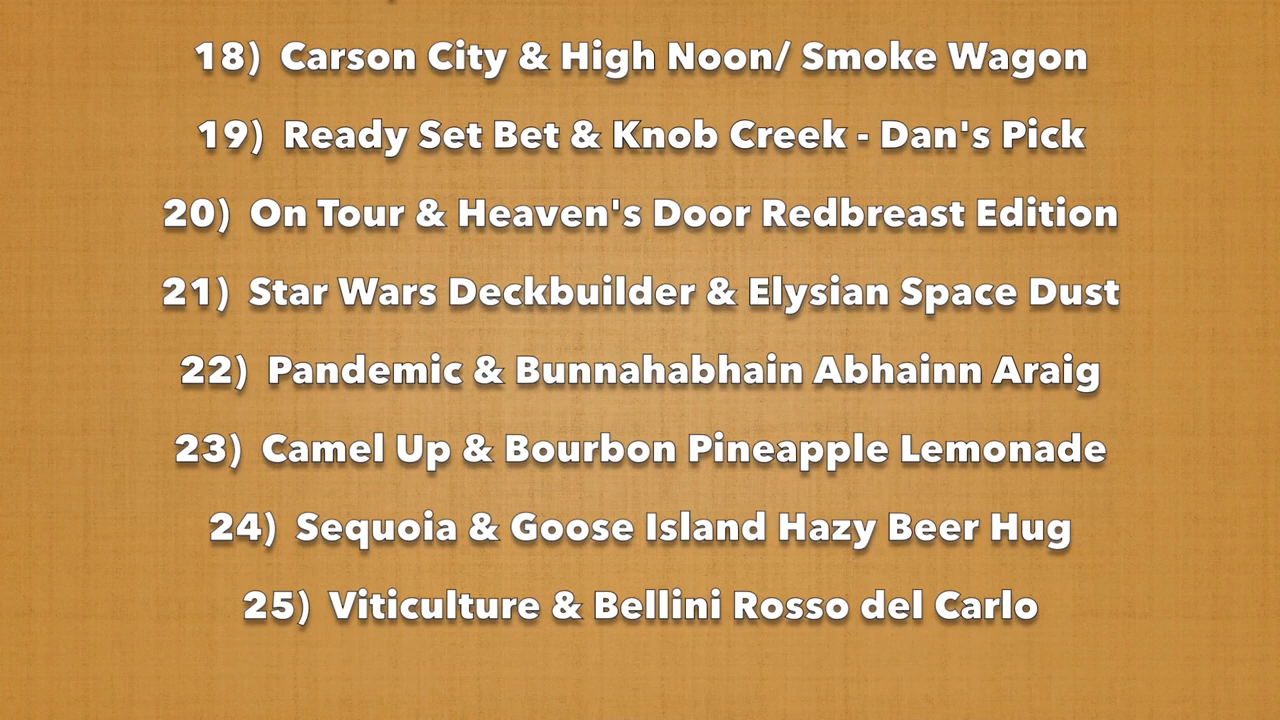 18) Carson City & High Noon/ Smoke Wagon
19) Ready Set Bet & Knob Creek - Dan's Pick
20) On Tour & Heaven's Door Redbreast Edition
21) Star Wars Deckbuilder & Elysian Space Dust
22) Pandemic & Bunnahabhain Abhainn Araig
23) Camel Up & Bourbon Pineapple Lemonade
24) Sequoia & Goose Island Hazy Beer Hug
25) Viticulture & Bellini Rosso del Carlo